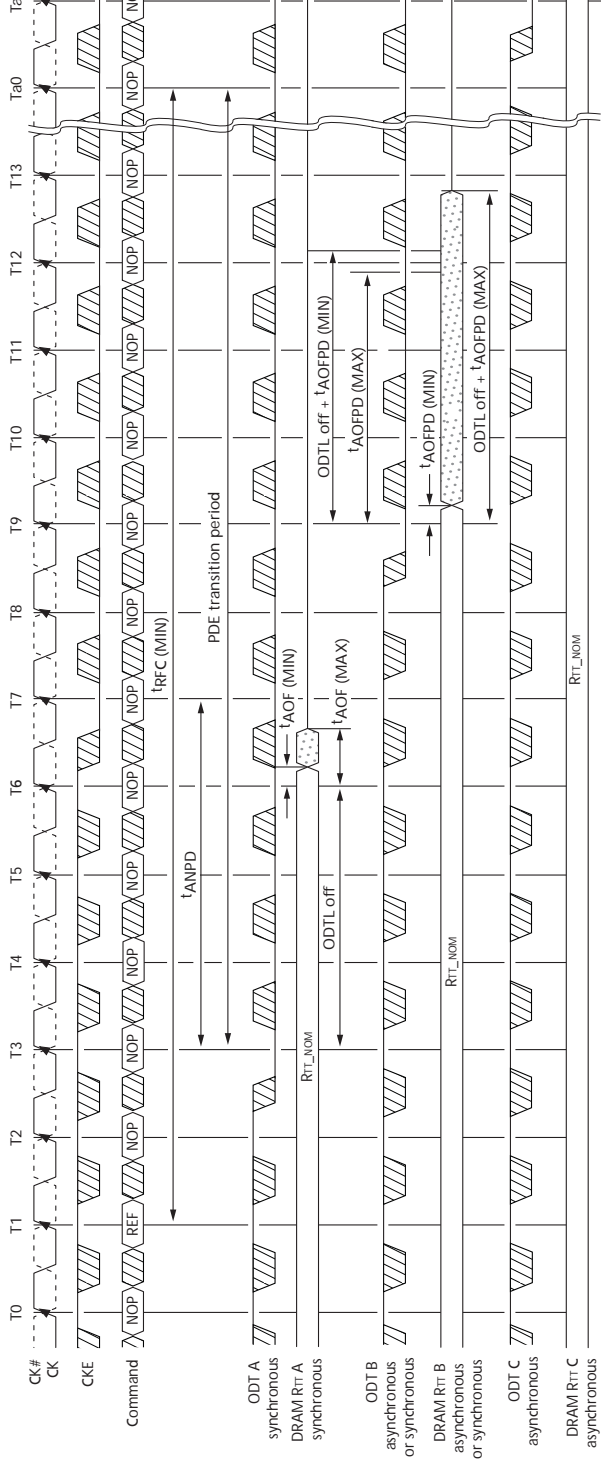 T0 T1 T2 T3 T4 T5 T6 T7 T8 T9 T10 T11 T12 T13 Ta0
CK#
CK
CKE
Command NOP REF NOP NOP NOP NOP NOP NOP NOP NOP NOP NOP NOP NOP NOP
tRFC (MIN)
tANPD
PDE transition period
ODT A
synchronous
tAOF (MIN)
DRAM RTT A
synchronous
RTT_NOM
ODTL off
tAOF (MAX)
ODTL off + tAOFPD (MIN)
tAOFPD (MAX)
ODT B
asynchronous
or synchronous
tAOFPD (MIN)
DRAM RTT B
asynchronous
or synchronous
RTT_NOM
ODTL off + tAOFPD (MAX)
ODT C
asynchronous
DRAM RTT C
asynchronous
RTT_NOM